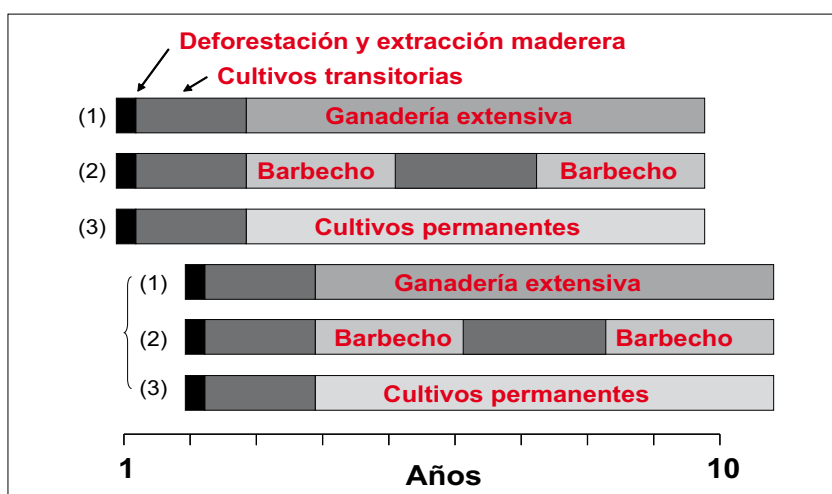 Deforestación y extracción maderera
Cultivos transitorias
(1) Ganadería extensiva
(2) Barbecho Barbecho
(3) Cultivos permanentes
(1) Ganadería extensiva
(2) Barbecho Barbecho
(3) Cultivos permanentes
1 Años 10